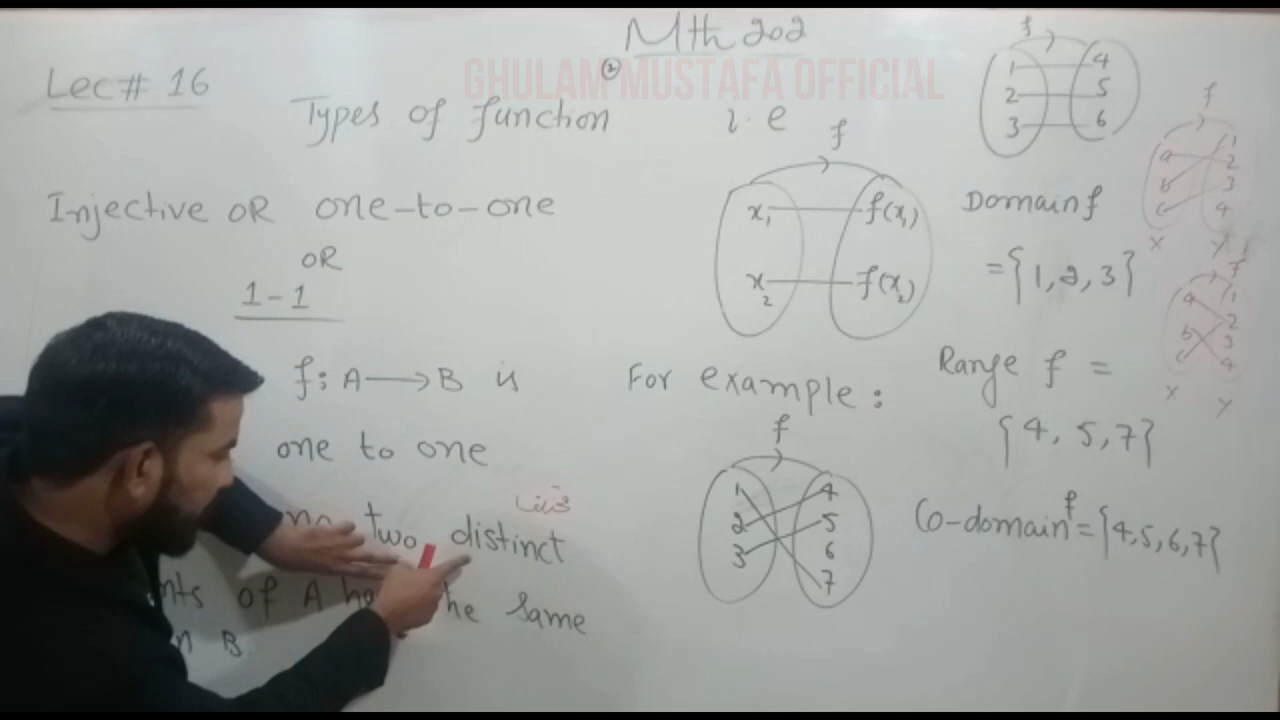 Mth 202
GHULAM MUSTAFA OFFICIAL
Lec# 16
Types of function
Injective OR one-to-one
OR
1-1
f: A ⟶ B is
one to one
no two distinct
of A the same
B.
i.e
f
x₁ f(x₁)
x₂ f(x₂)
For example:
f
1 4
2 5
3 6
7
f
1 4
2 5
3 6
Domain f
={1,2,3}
Range f =
{4, 5, 7}
Co-domain f = {4,5,6,7}
f
a 1
b 2
c 3
4
X Y
f
a 1
b 2
c 3
4
X Y